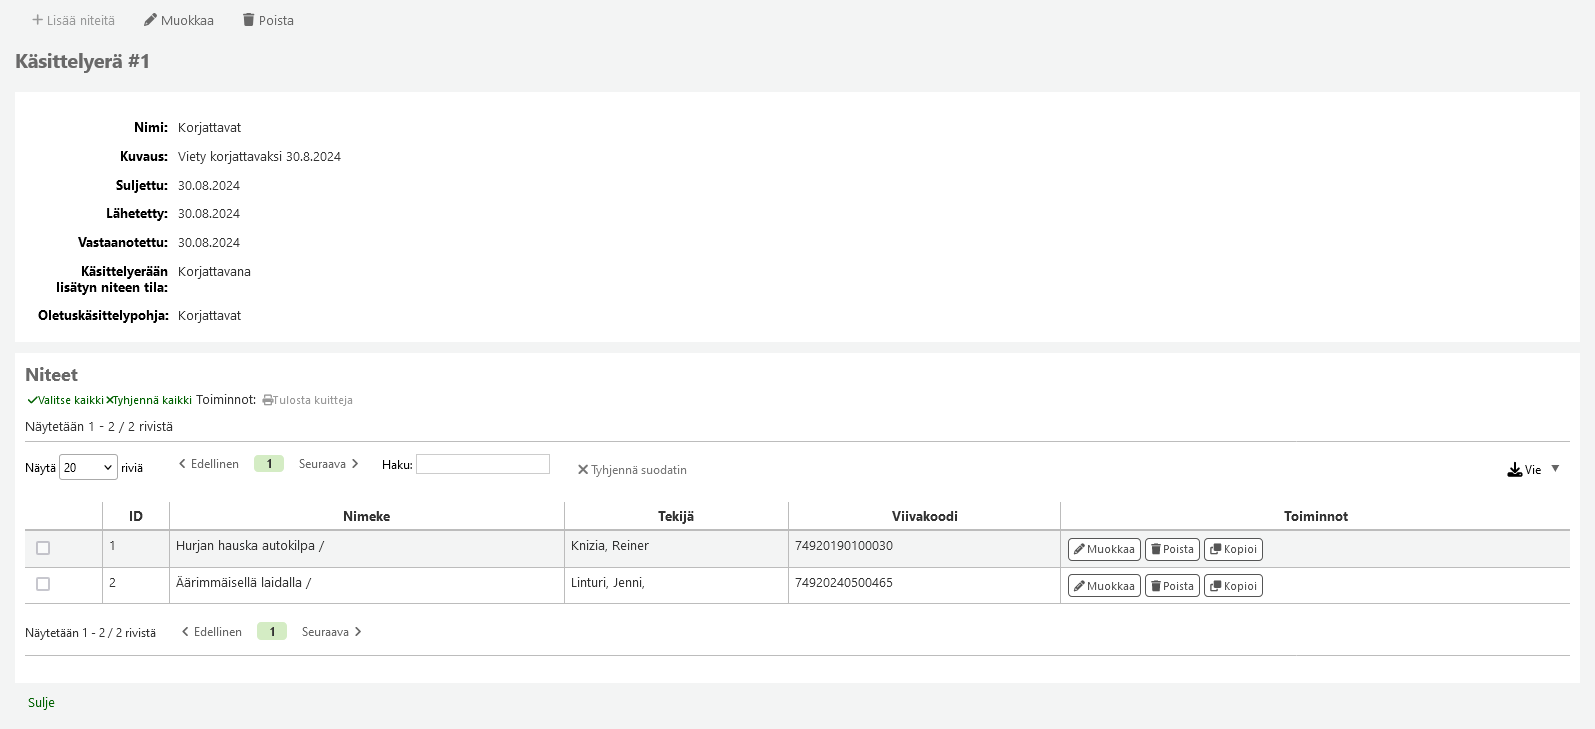 Lisää niteitä Muokkaa Poista
Käsittelyerä #1
Nimi: Korjattavat
Kuvaus: Viety korjattavaksi 30.8.2024
Suljettu: 30.08.2024
Lähetetty: 30.08.2024
Vastaanotettu: 30.08.2024
Käsittelyerään Korjattavana
lisätyn niteen tila:
Oletuskäsittelypohja: Korjattavat
Niteet
Valitse kaikki Tyhjennä kaikki Toiminnot: Tulosta kuitteja
Näytetään 1 - 2 / 2 rivistä
Näytä 20 riviä Edellinen 1 Seuraava Haku: Tyhjennä suodatin Vie
ID Nimeke Tekijä Viivakoodi Toiminnot
1 Hurjan hauska autokilpa / Knizia, Reiner 74920190100030 Muokkaa Poista Kopioi
2 Äärimmäisellä laidalla / Linturi, Jenni, 74920240500465 Muokkaa Poista Kopioi
Näytetään 1 - 2 / 2 rivistä Edellinen 1 Seuraava
Sulje